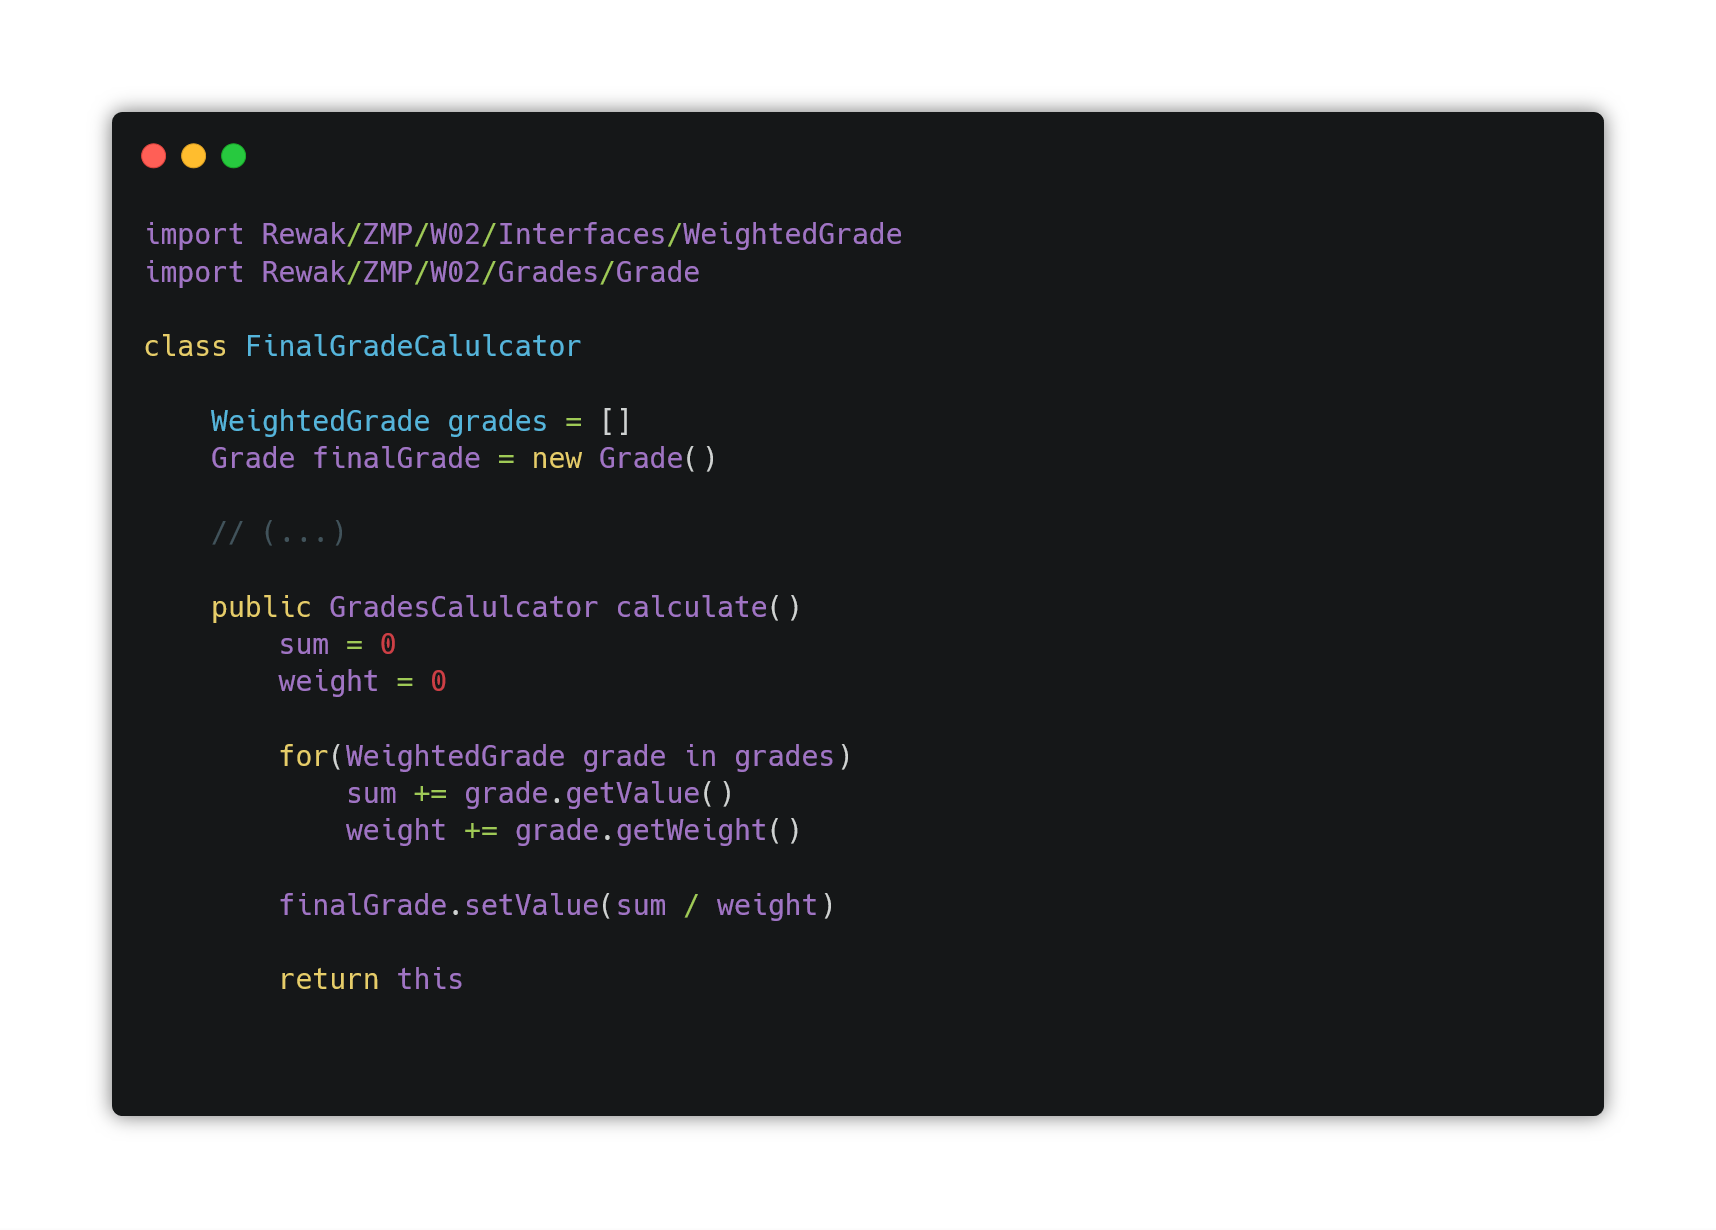 import Rewak/ZMP/W02/Interfaces/WeightedGrade
import Rewak/ZMP/W02/Grades/Grade
class FinalGradeCalulcator
WeightedGrade grades = []
Grade finalGrade = new Grade()
// (...)
public GradesCalulcator calculate()
sum = 0
weight = 0
for(WeightedGrade grade in grades)
sum += grade.getValue()
weight += grade.getWeight()
finalGrade.setValue(sum / weight)
return this